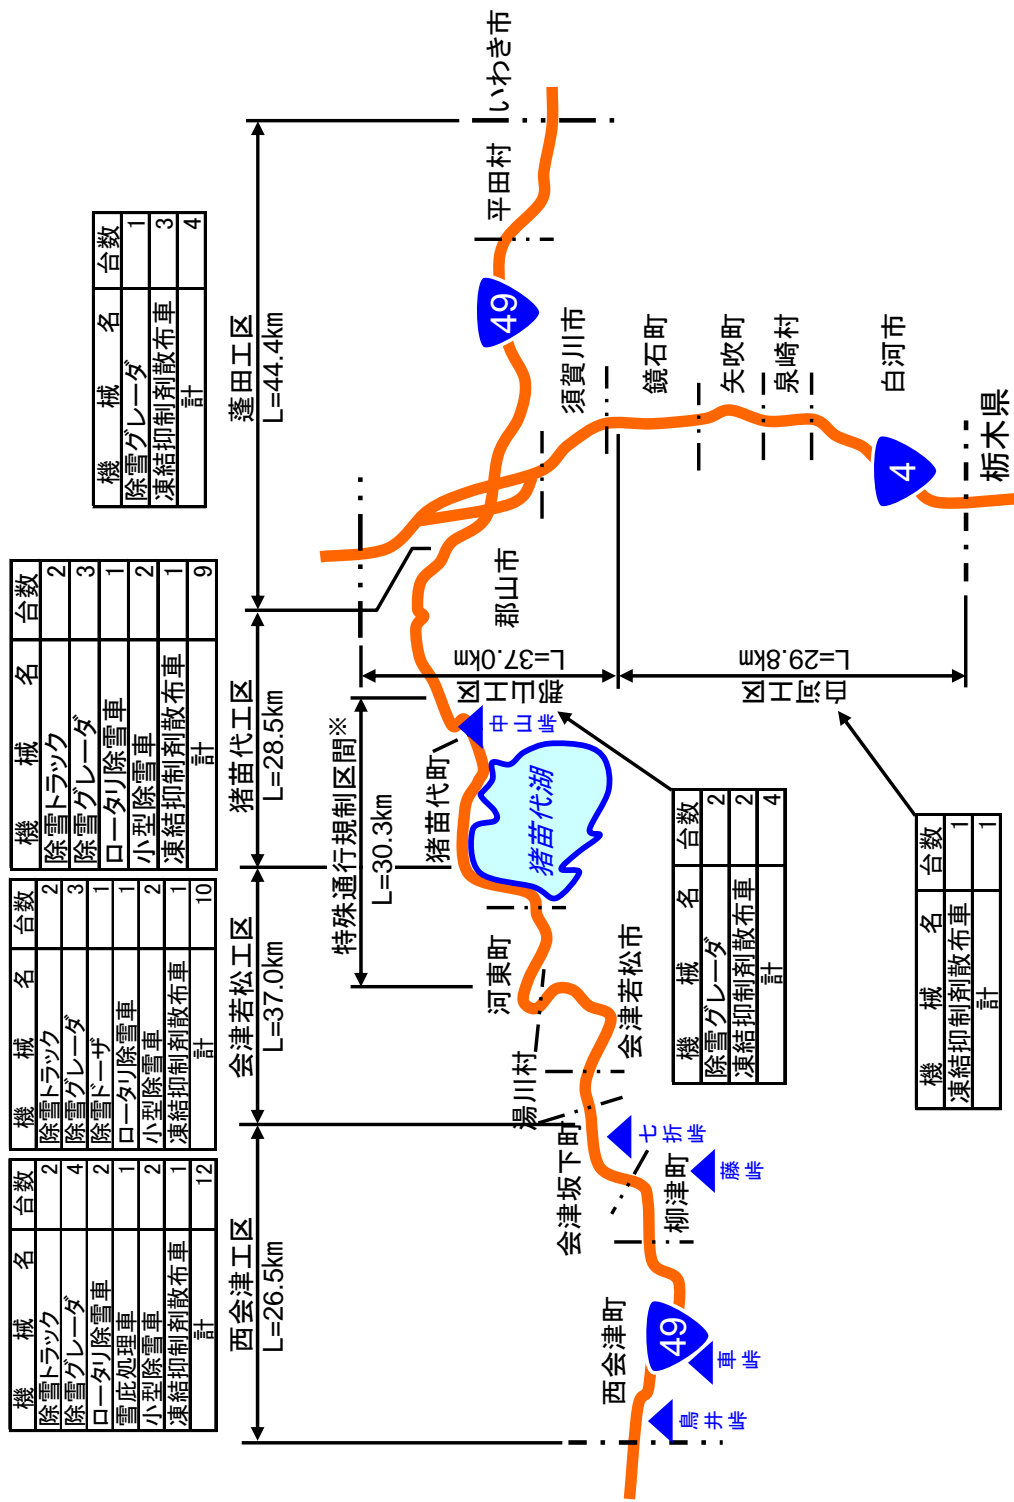 機 械 名 台数
除雪トラック 2
除雪グレーダ 4
ロータリ除雪車 2
雪庇処理車 1
小型除雪車 2
凍結抑制剤散布車 1
計 12
機 械 名 台数
除雪トラック 2
除雪グレーダ 3
除雪ドーザ 1
ロータリ除雪車 1
小型除雪車 2
凍結抑制剤散布車 1
計 10
機 械 名 台数
除雪トラック 2
除雪グレーダ 3
ロータリ除雪車 1
小型除雪車 2
凍結抑制剤散布車 1
計 9
機 械 名 台数
除雪グレーダ 1
凍結抑制剤散布車 3
計 4
西会津工区
L=26.5km
会津若松工区
L=37.0km
猪苗代工区
L=28.5km
蓬田工区
L=44.4km
特殊通行規制区間※
L=30.3km
西会津町
会津坂下町
柳津町
湯川村
会津若松市
河東町
猪苗代町
猪苗代湖
郡山市
須賀川市
平田村
いわき市
鏡石町
矢吹町
泉崎村
白河市
栃木県
49
49
4
鳥井峠
車峠
藤峠
七折峠
中山峠
郡山工区
L=37.0km
白河工区
L=29.8km
機 械 名 台数
除雪グレーダ 2
凍結抑制剤散布車 2
計 4
機 械 名 台数
凍結抑制剤散布車 1
計 1